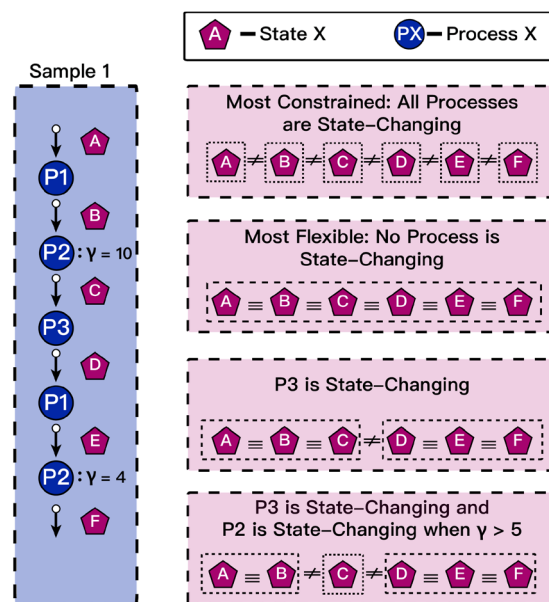 A – State X PX – Process X
Sample 1
A
P1
B
P2 : γ = 10
C
P3
D
P1
E
P2 : γ = 4
F
Most Constrained: All Processes
are State-Changing
A ≠ B ≠ C ≠ D ≠ E ≠ F
Most Flexible: No Process is
State-Changing
A ≡ B ≡ C ≡ D ≡ E ≡ F
P3 is State-Changing
A ≡ B ≡ C ≠ D ≡ E ≡ F
P3 is State-Changing and
P2 is State-Changing when γ > 5
A ≡ B ≠ C ≠ D ≡ E ≡ F